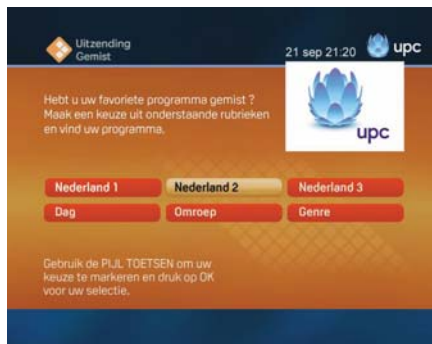 Uitzending
Gemist
21 sep 21:20
upc
Hebt u uw favoriete programma gemist ?
Maak een keuze uit onderstaande rubrieken
en vind uw programma.
upc
Nederland 1
Nederland 2
Nederland 3
Dag
Omroep
Genre
Gebruik de PIJL TOETSEN om uw
keuze te markeren en druk op OK
voor uw selectie.